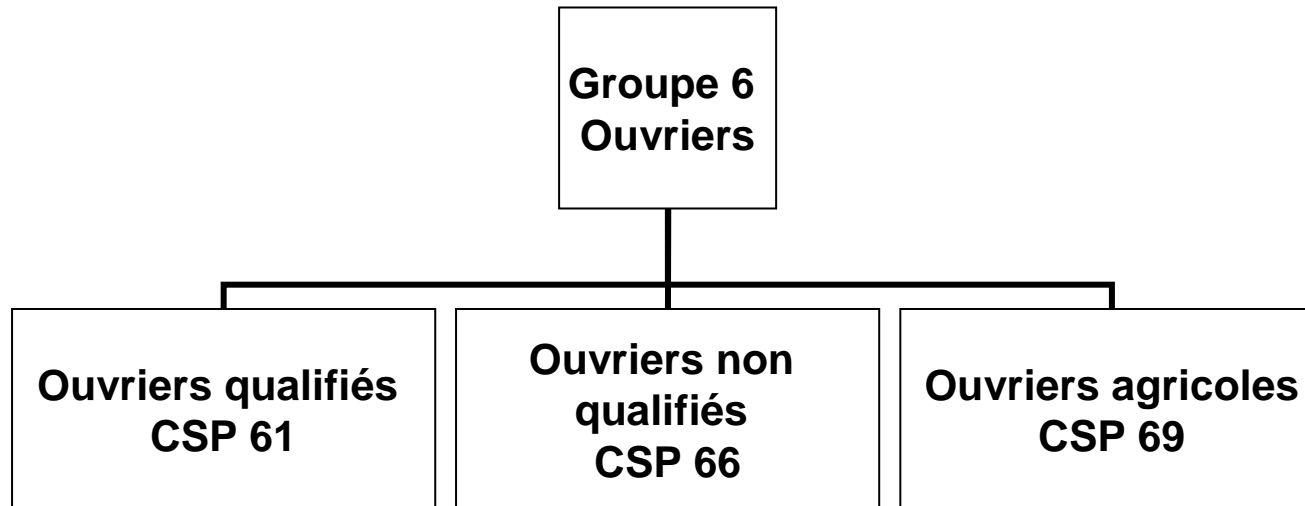 Groupe 6
Ouvriers
Ouvriers qualifiés
CSP 61
Ouvriers non
qualifiés
CSP 66
Ouvriers agricoles
CSP 69